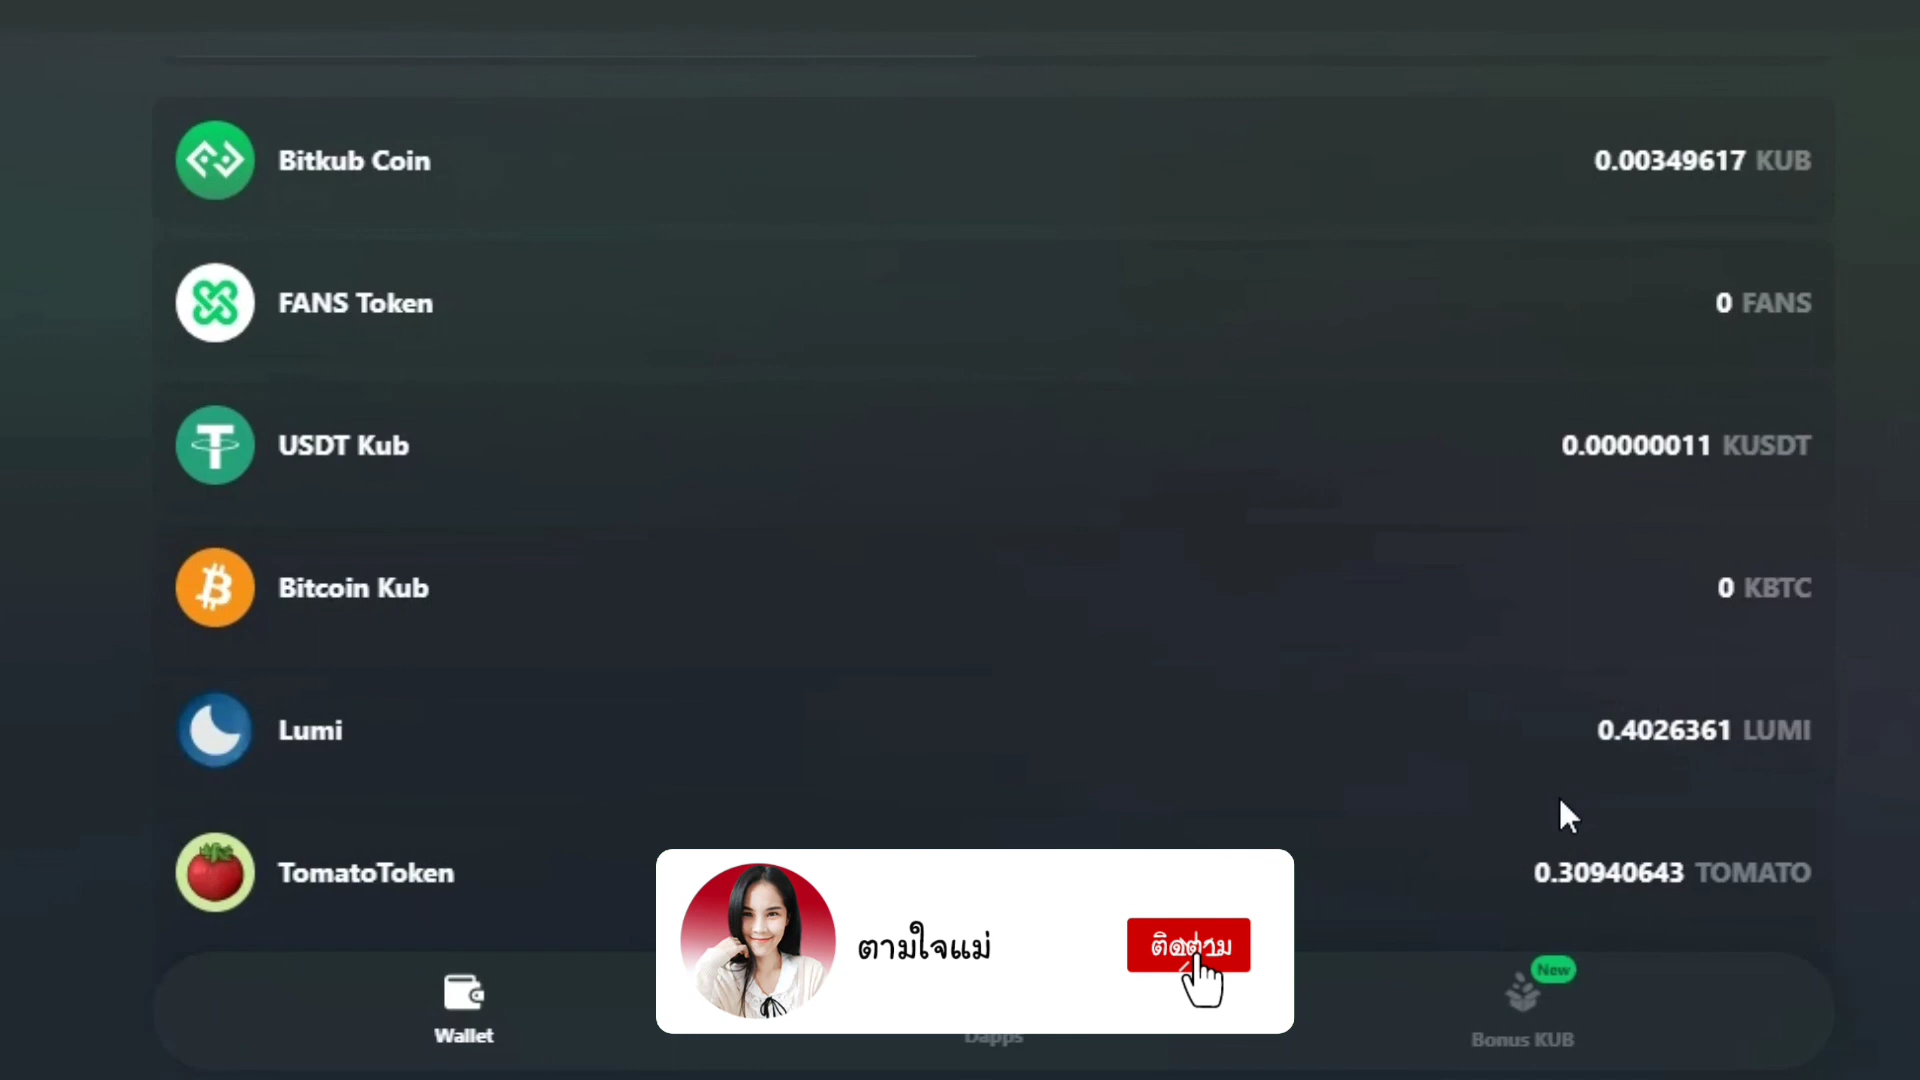 Bitkub Coin 0.00349617 KUB
FANS Token 0 FANS
USDT Kub 0.00000011 KUSDT
Bitcoin Kub 0 KBTC
Lumi 0.4026361 LUMI
TomatoToken 0.30940643 TOMATO
ตามใจแม่ ติดตาม
New
Wallet Dapps Bonus KUB